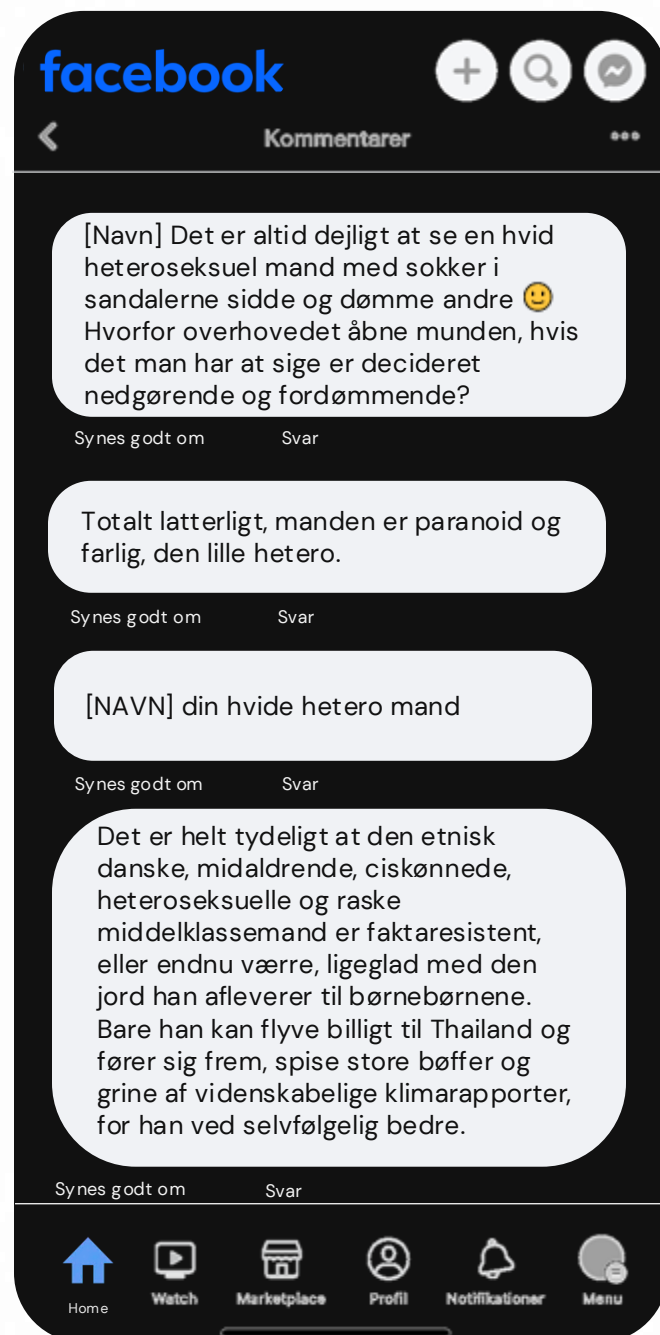 facebook
Kommentarer
[Navn] Det er altid dejligt at se en hvid
heteroseksuel mand med sokker i
sandalerne sidde og dømme andre 🙂
Hvorfor overhovedet åbne munden, hvis
det man har at sige er decideret
nedgørende og fordømmende?
Synes godt om Svar
Totalt latterligt, manden er paranoid og
farlig, den lille hetero.
Synes godt om Svar
[NAVN] din hvide hetero mand
Synes godt om Svar
Det er helt tydeligt at den etnisk
danske, midaldrende, ciskønnede,
heteroseksuelle og raske
middelklassemand er faktaresistent,
eller endnu værre, ligeglad med den
jord han afleverer til børnebørnene.
Bare han kan flyve billigt til Thailand og
fører sig frem, spise store bøffer og
grine af videnskabelige klimarapporter,
for han ved selvfølgelig bedre.
Synes godt om Svar
Home Watch Marketplace Profil Notifikationer Menu